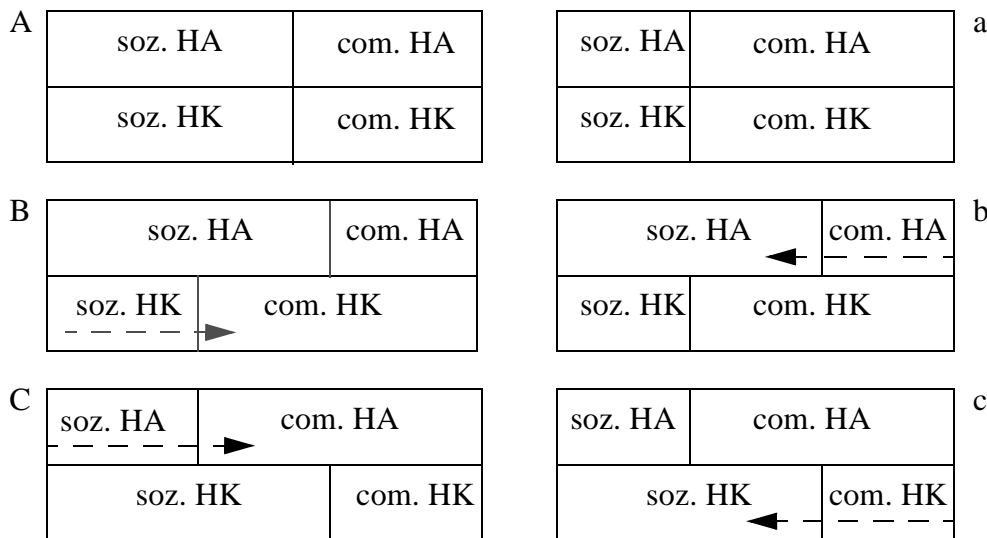 A soz. HA com. HA soz. HA com. HA a
soz. HK com. HK soz. HK com. HK
B soz. HA com. HA soz. HA com. HA b
soz. HK com. HK soz. HK com. HK
C soz. HA com. HA soz. HA com. HA c
soz. HK com. HK soz. HK com. HK